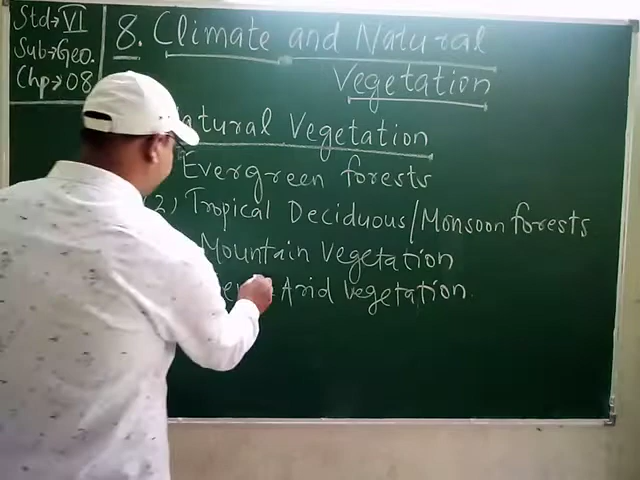 Std→VI
Sub→Geo.
Chp→08
8. Climate and Natural
Vegetation
Natural Vegetation
Evergreen forests
(2) Tropical Deciduous/Monsoon forests
Mountain Vegetation
Arid vegetation.